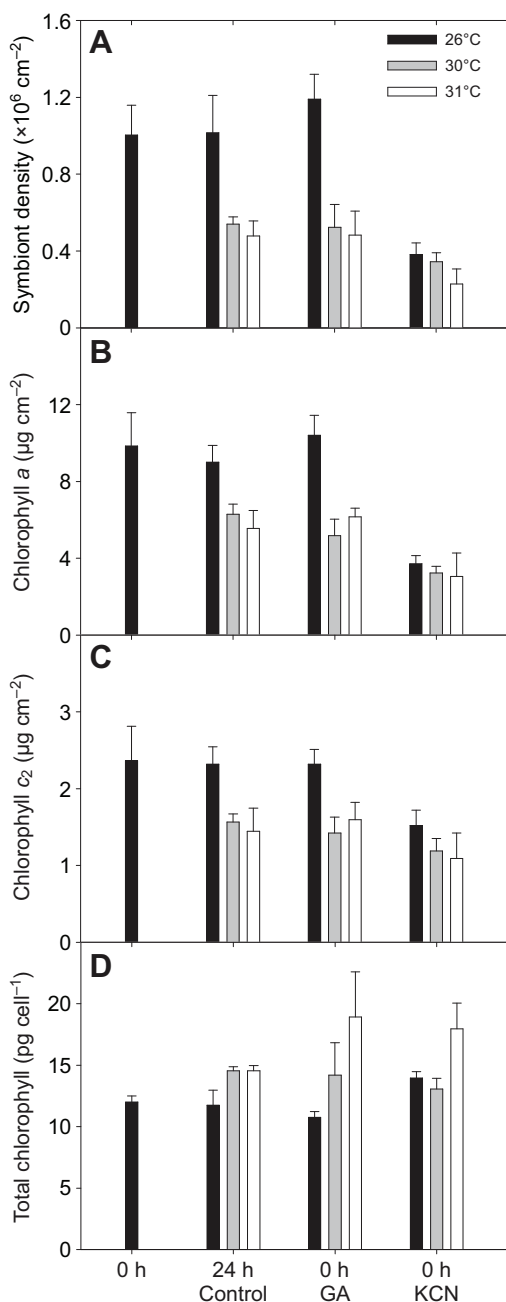 A
26°C
30°C
31°C
Symbiont density (×10⁶ cm⁻²)
1.6
1.2
0.8
0.4
0
B
Chlorophyll a (µg cm⁻²)
12
8
4
0
C
Chlorophyll c₂ (µg cm⁻²)
3
2
1
0
D
Total chlorophyll (pg cell⁻¹)
20
15
10
5
0
0 h
24 h
Control
0 h
GA
0 h
KCN